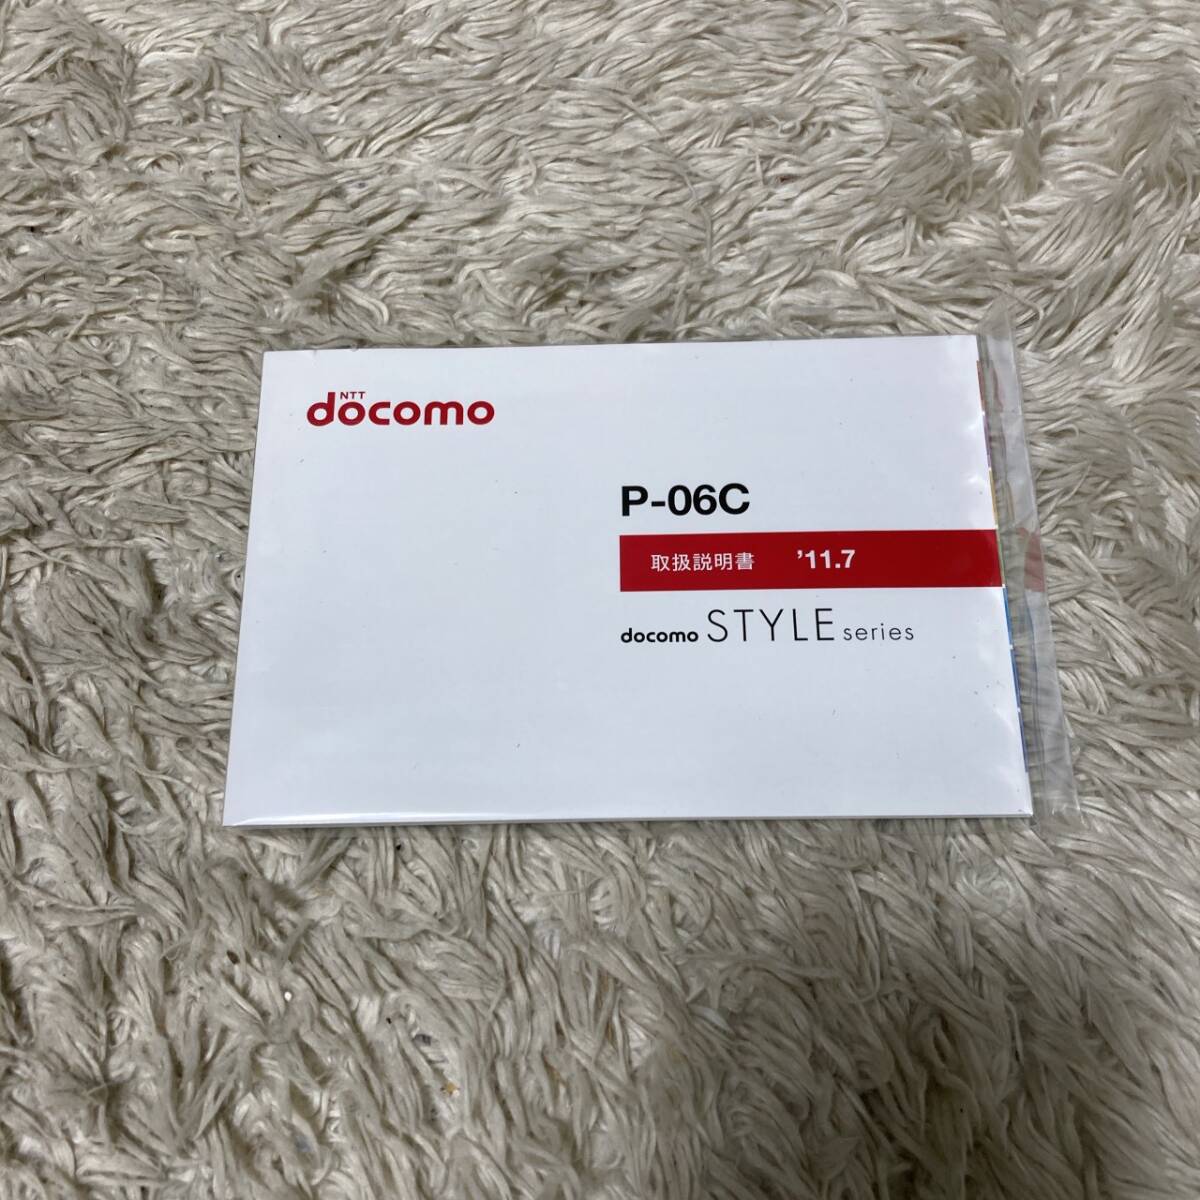 NTT
docomo
P-06C
取扱説明書 ’11.7
docomo STYLE series